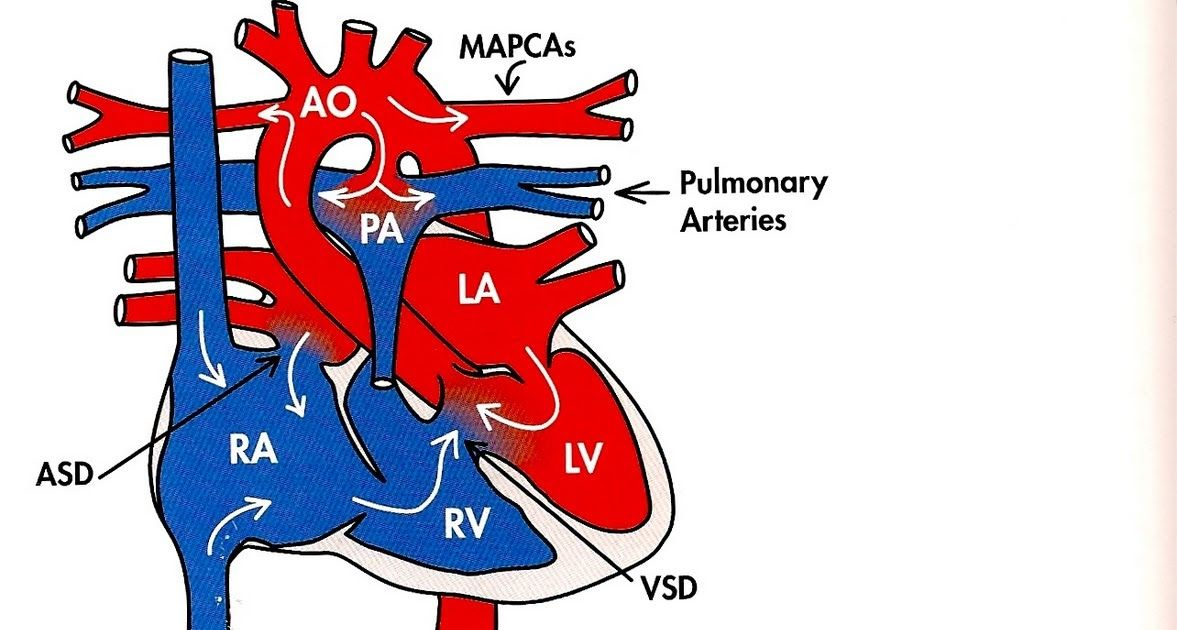 MAPCAs
AO
Pulmonary
Arteries
PA
LA
RA
LV
ASD
RV
VSD